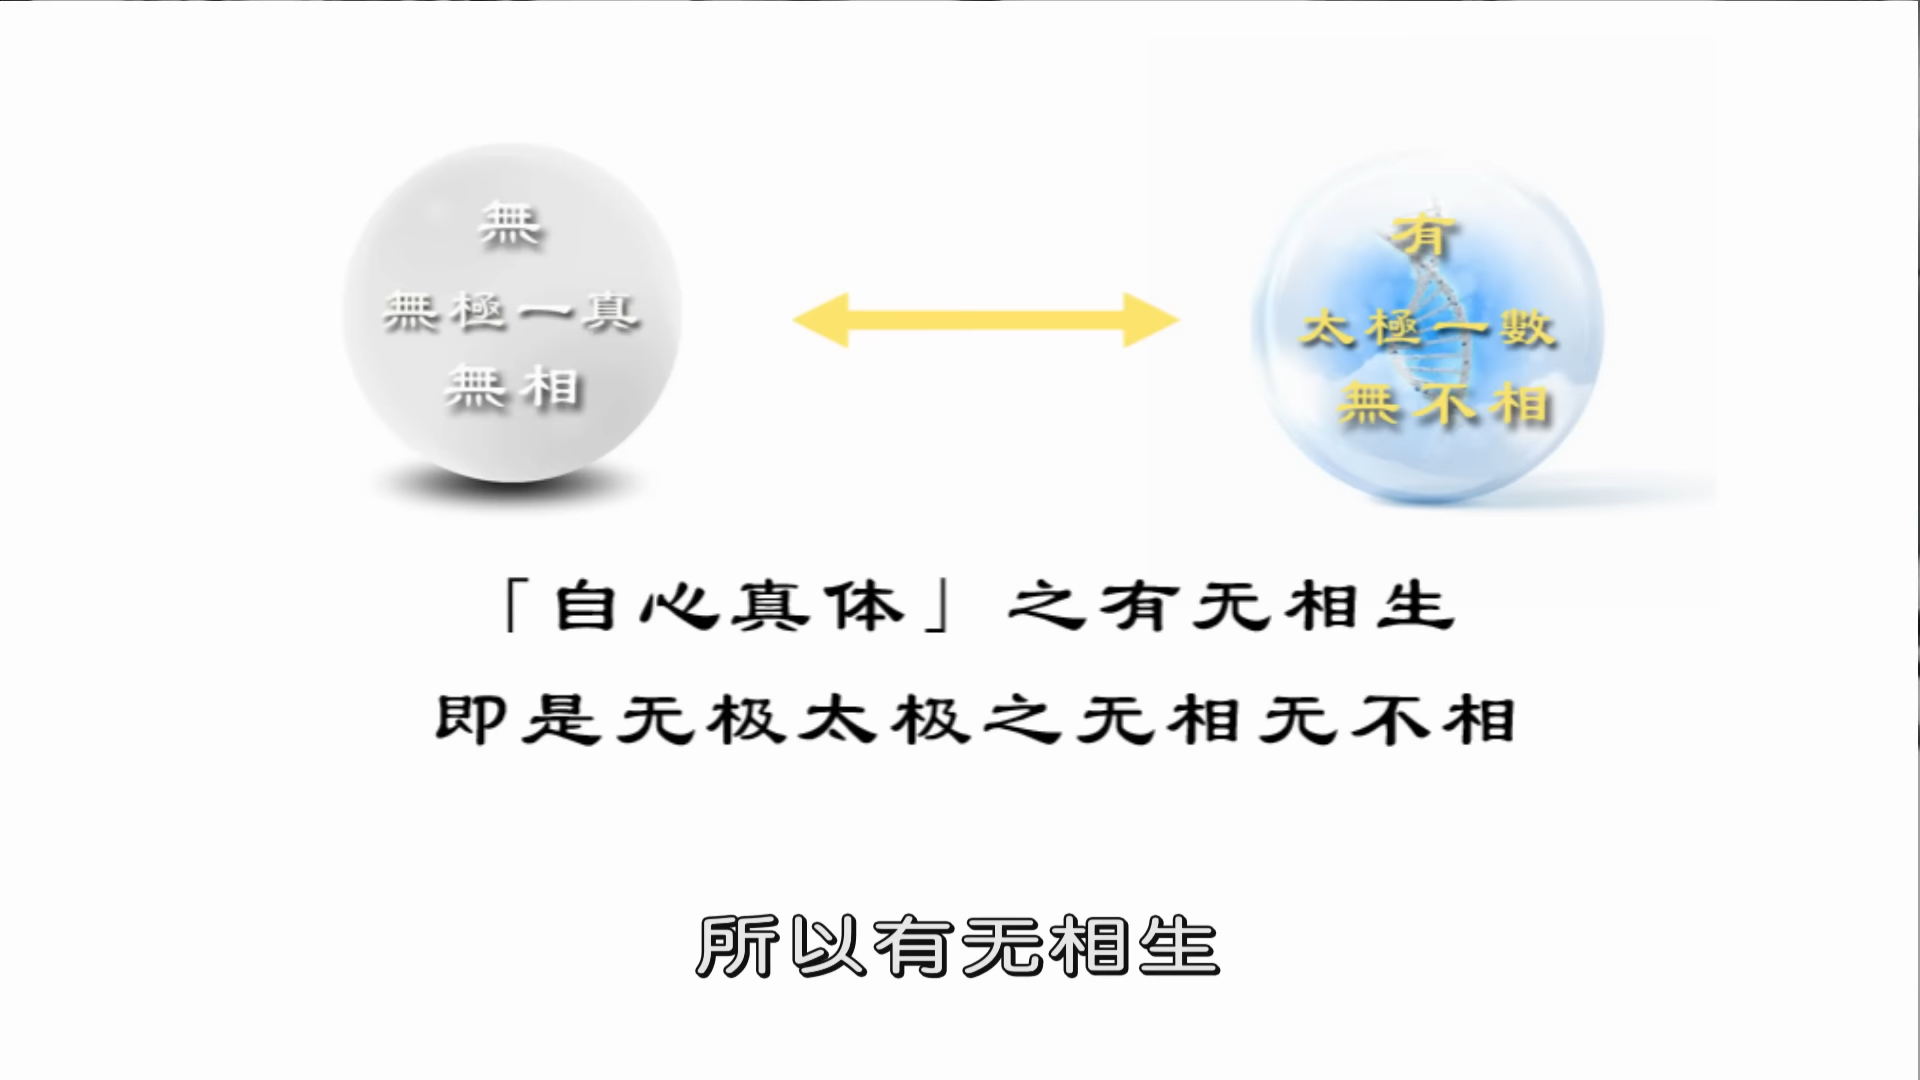 無
無極一真
無相
有
太極一數
無不相
「自心真体」之有无相生
即是无极太极之无相无不相
所以有无相生